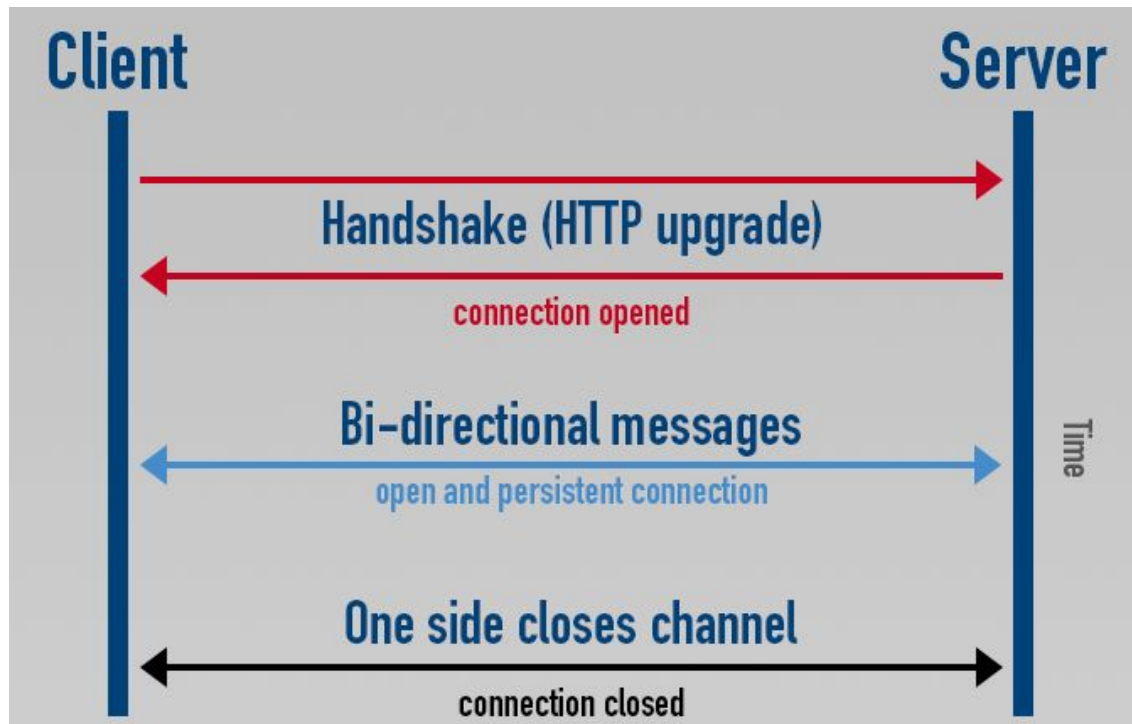 Client
Server
Handshake (HTTP upgrade)
connection opened
Bi-directional messages
open and persistent connection
Time
One side closes channel
connection closed